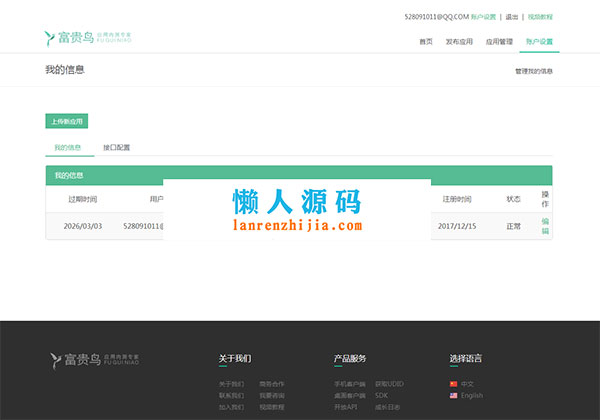 528091011@QQ.COM 账户设置 | 退出 | 视频教程
富贵鸟 应用内测专家
FU GUI NIAO
首页 发布应用 应用管理 账户设置
我的信息
管理我的信息
上传新应用
我的信息 接口配置
我的信息
过期时间 用户 注册时间 状态 操作
2026/03/03 528091011@ 2017/12/15 正常 编辑
懒人源码
lanrenzhijia.com
富贵鸟 应用内测专家
FU GUI NIAO
关于我们 产品服务 选择语言
关于我们 商务合作 手机客户端 获取UDID 中文
联系我们 我要咨询 桌面客户端 SDK English
加入我们 视频教程 开放API 成长日志